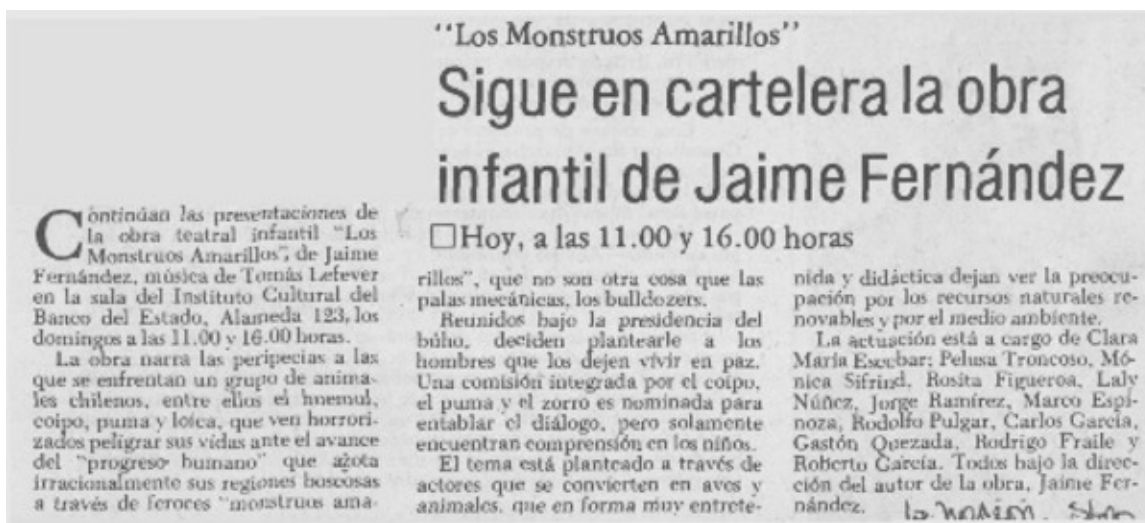 "Los Monstruos Amarillos"
Sigue en cartelera la obra
infantil de Jaime Fernández
□Hoy, a las 11.00 y 16.00 horas
Continúan las presentaciones de
la obra teatral infantil "Los
Monstruos Amarillos", de Jaime
Fernández, música de Tomás Lefever
en la sala del Instituto Cultural del
Banco del Estado, Alameda 123, los
domingos a las 11.00 y 16.00 horas.
La obra narra las peripecias a las
que se enfrentan un grupo de anima-
les chilenos, entre ellos el huemul,
coipo, puma y loica, que ven horrori-
zados peligrar sus vidas ante el avance
del "progreso humano" que azota
irracionalmente sus regiones boscosas
a través de feroces "monstruos ama-
rillos", que no son otra cosa que las
palas mecánicas, los bulldozers.
Reunidos bajo la presidencia del
búho, deciden plantearle a los
hombres que los dejen vivir en paz.
Una comisión integrada por el coipo,
el puma y el zorro es nominada para
entablar el diálogo, pero solamente
encuentran comprensión en los niños.
El tema está planteado a través de
actores que se convierten en aves y
animales, que en forma muy entrete-
nida y didáctica dejan ver la preocu-
pación por los recursos naturales re-
novables y por el medio ambiente.
La actuación está a cargo de Clara
María Escobar; Pelusa Troncoso, Mó-
nica Sifrind, Rosita Figueroa, Laly
Núñez, Jorge Ramírez, Marco Espi-
noza, Rodolfo Pulgar, Carlos García,
Gastón Quezada, Rodrigo Fraile y
Roberto García. Todos bajo la direc-
ción del autor de la obra, Jaime Fer-
nández.
la Nación